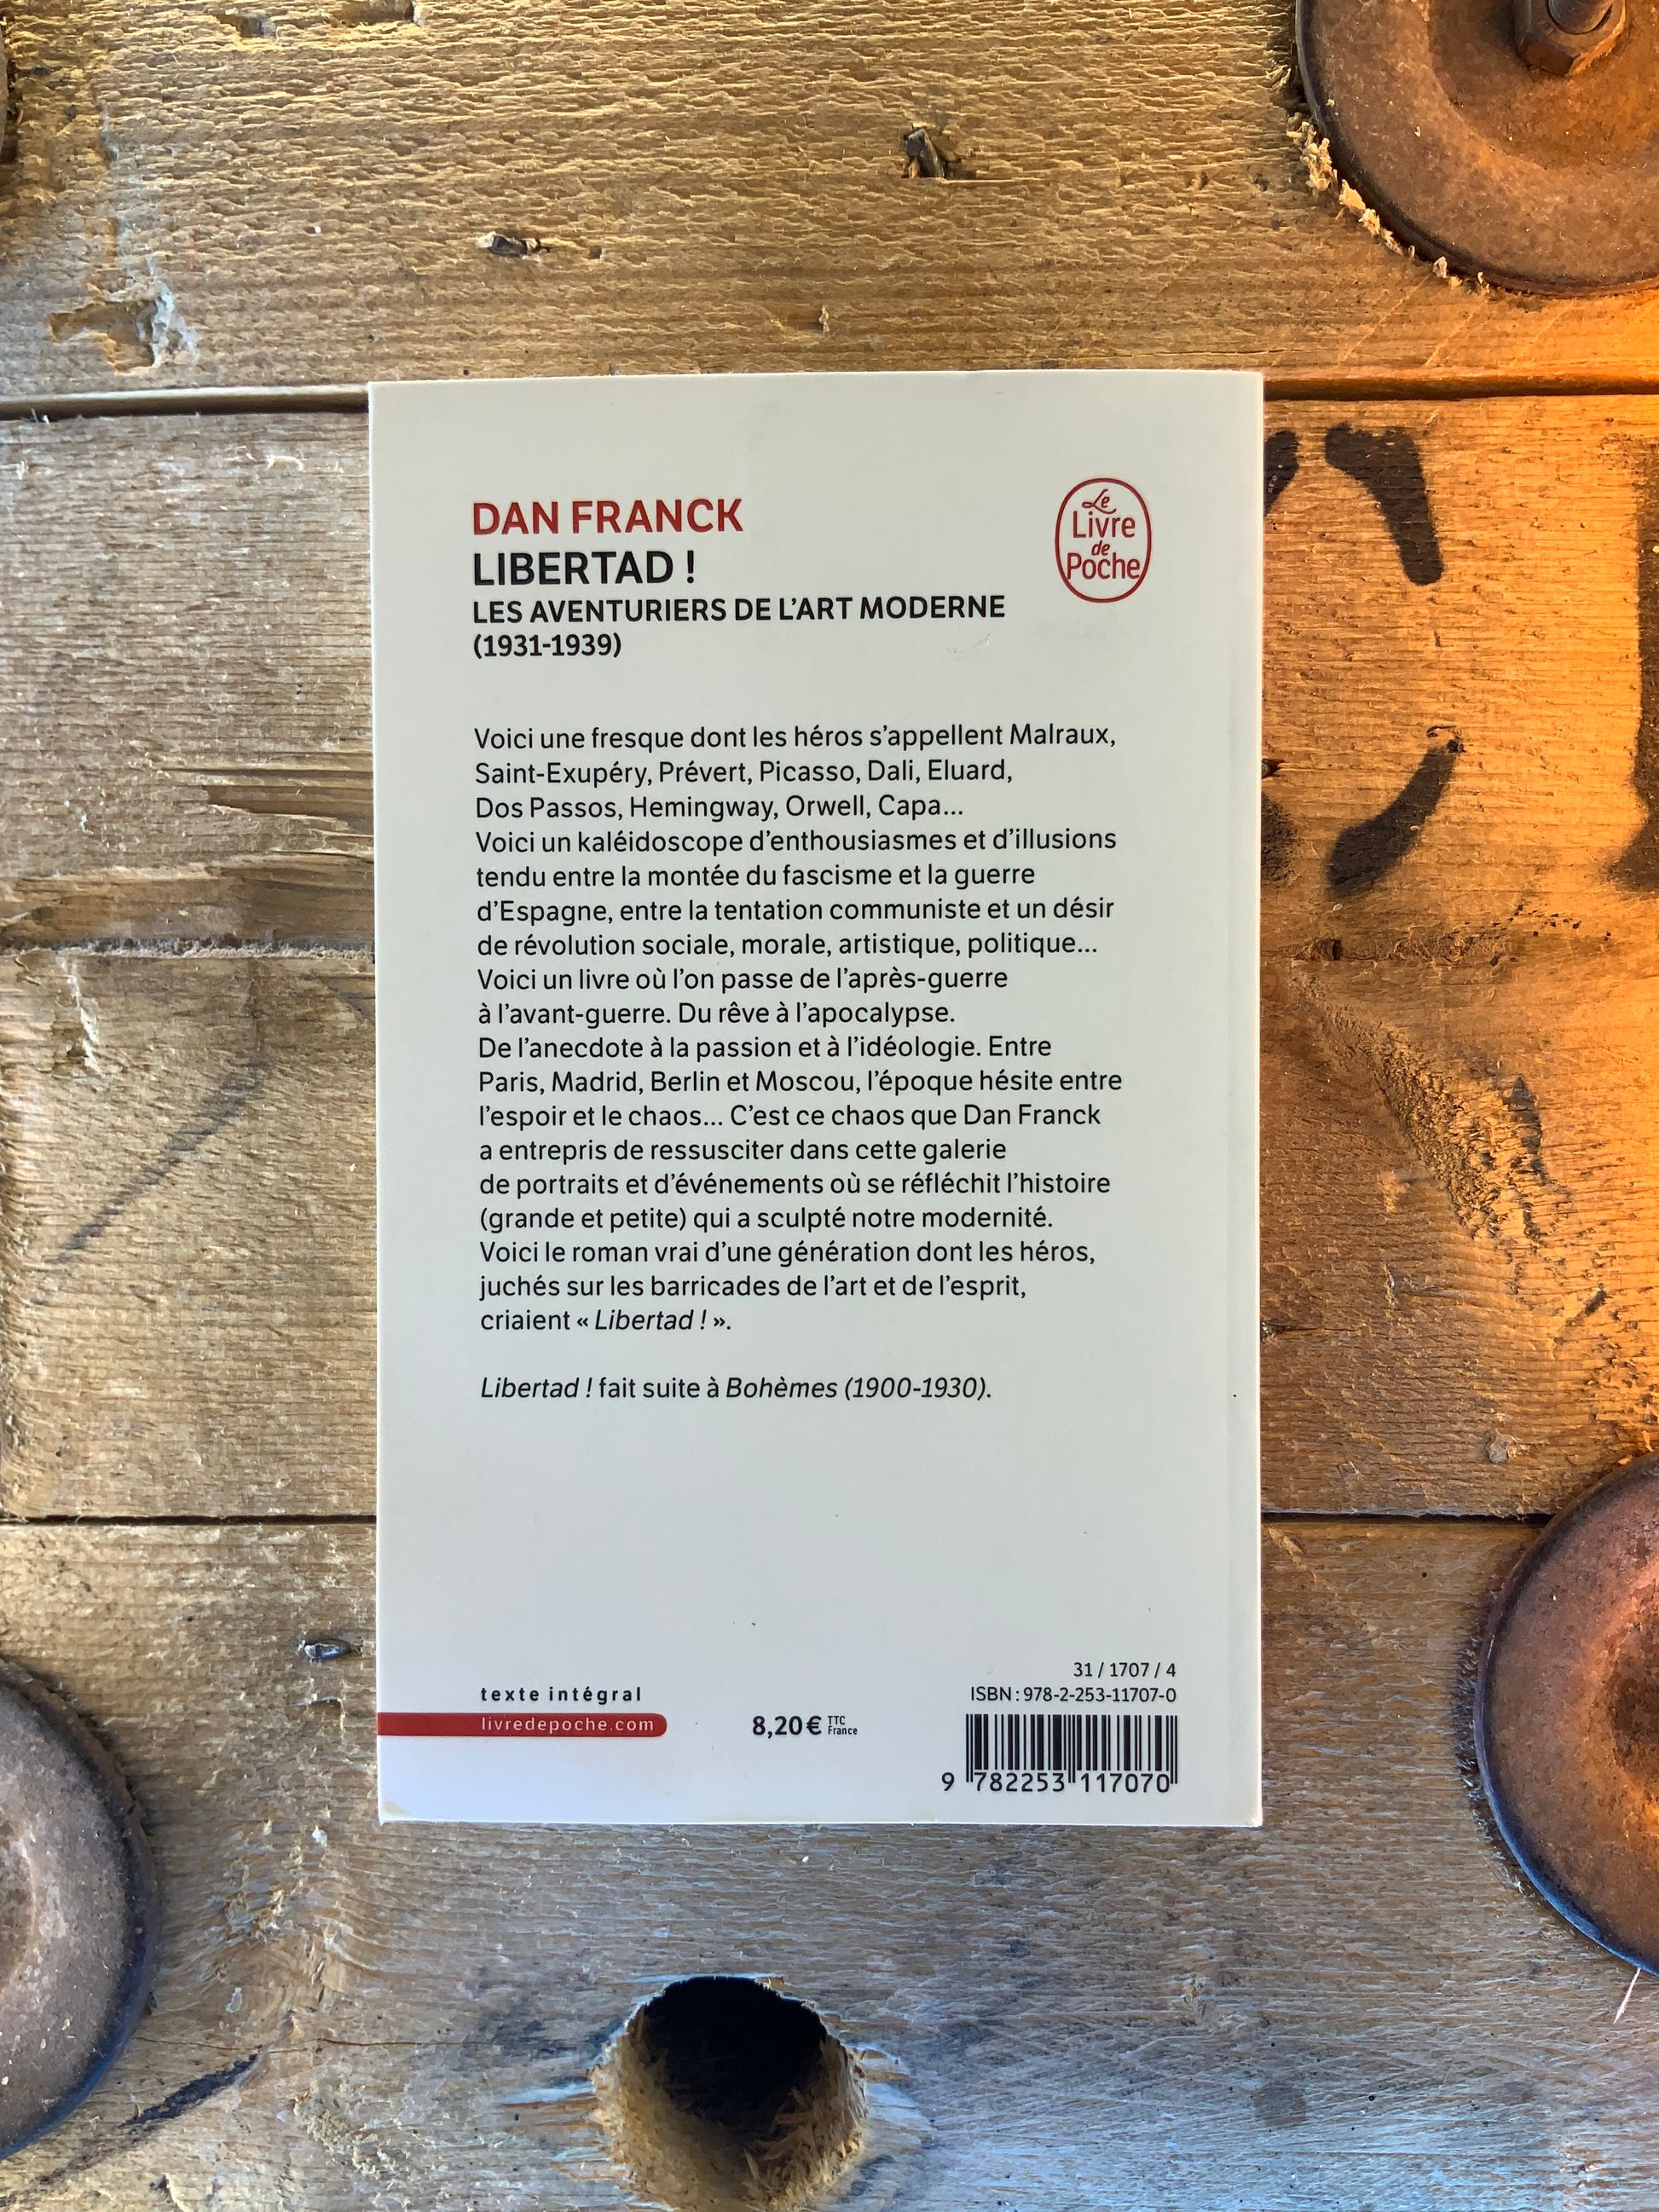 DAN FRANCK
LIBERTAD !
LES AVENTURIERS DE L’ART MODERNE
(1931-1939)
Le
Livre
de
Poche
Voici une fresque dont les héros s’appellent Malraux,
Saint-Exupéry, Prévert, Picasso, Dali, Eluard,
Dos Passos, Hemingway, Orwell, Capa...
Voici un kaléidoscope d’enthousiasmes et d’illusions
tendu entre la montée du fascisme et la guerre
d’Espagne, entre la tentation communiste et un désir
de révolution sociale, morale, artistique, politique...
Voici un livre où l’on passe de l’après-guerre
à l’avant-guerre. Du rêve à l’apocalypse.
De l’anecdote à la passion et à l’idéologie. Entre
Paris, Madrid, Berlin et Moscou, l’époque hésite entre
l’espoir et le chaos... C’est ce chaos que Dan Franck
a entrepris de ressusciter dans cette galerie
de portraits et d’événements où se réfléchit l’histoire
(grande et petite) qui a sculpté notre modernité.
Voici le roman vrai d’une génération dont les héros,
juchés sur les barricades de l’art et de l’esprit,
criaient « Libertad ! ».
Libertad ! fait suite à Bohèmes (1900-1930).
texte intégral
livredepoche.com
8,20 € TTC
France
31 / 1707 / 4
ISBN : 978-2-253-11707-0
9 782253 117070